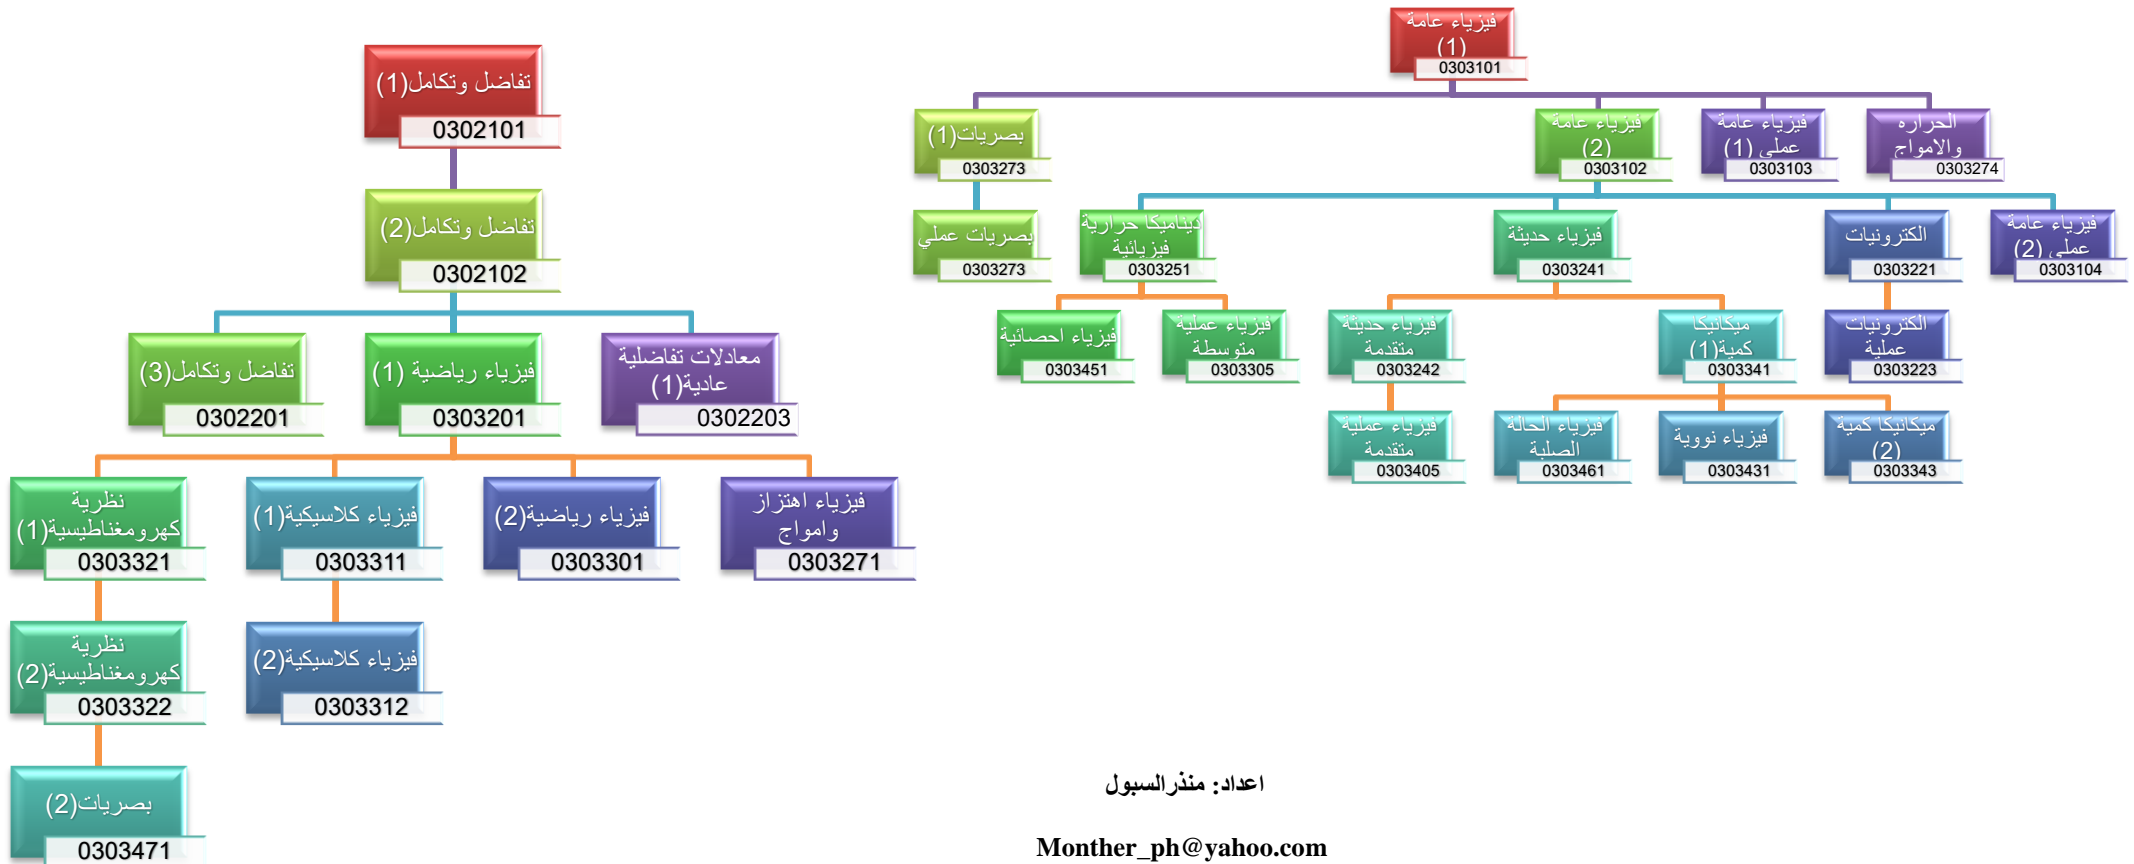 فيزياء عامة
(1)
0303101
بصريات(1)
0303273
فيزياء عامة
(2)
0303102
فيزياء عامة
عملي (1)
0303103
الحراره
والامواج
0303274
بصريات عملي
0303273
ديناميكا حرارية
فيزيائية
0303251
فيزياء حديثة
0303241
الكترونيات
0303221
فيزياء عامة
عملي (2)
0303104
فيزياء احصائية
0303451
فيزياء عملية
متوسطة
0303305
فيزياء حديثة
متقدمة
0303242
ميكانيكا
كمية(1)
0303341
الكترونيات
عملية
0303223
فيزياء عملية
متقدمة
0303405
فيزياء الحالة
الصلبة
0303461
فيزياء نووية
0303431
ميكانيكا كمية
(2)
0303343
تفاضل وتكامل(1)
0302101
تفاضل وتكامل(2)
0302102
تفاضل وتكامل(3)
0302201
فيزياء رياضية (1)
0303201
معادلات تفاضلية
عادية(1)
0302203
نظرية
كهرومغناطيسية(1)
0303321
فيزياء كلاسيكية(1)
0303311
فيزياء رياضية(2)
0303301
فيزياء اهتزاز
وامواج
0303271
نظرية
كهرومغناطيسية(2)
0303322
فيزياء كلاسيكية(2)
0303312
بصريات(2)
0303471
اعداد: منذرالسبول
Monther_ph@yahoo.com